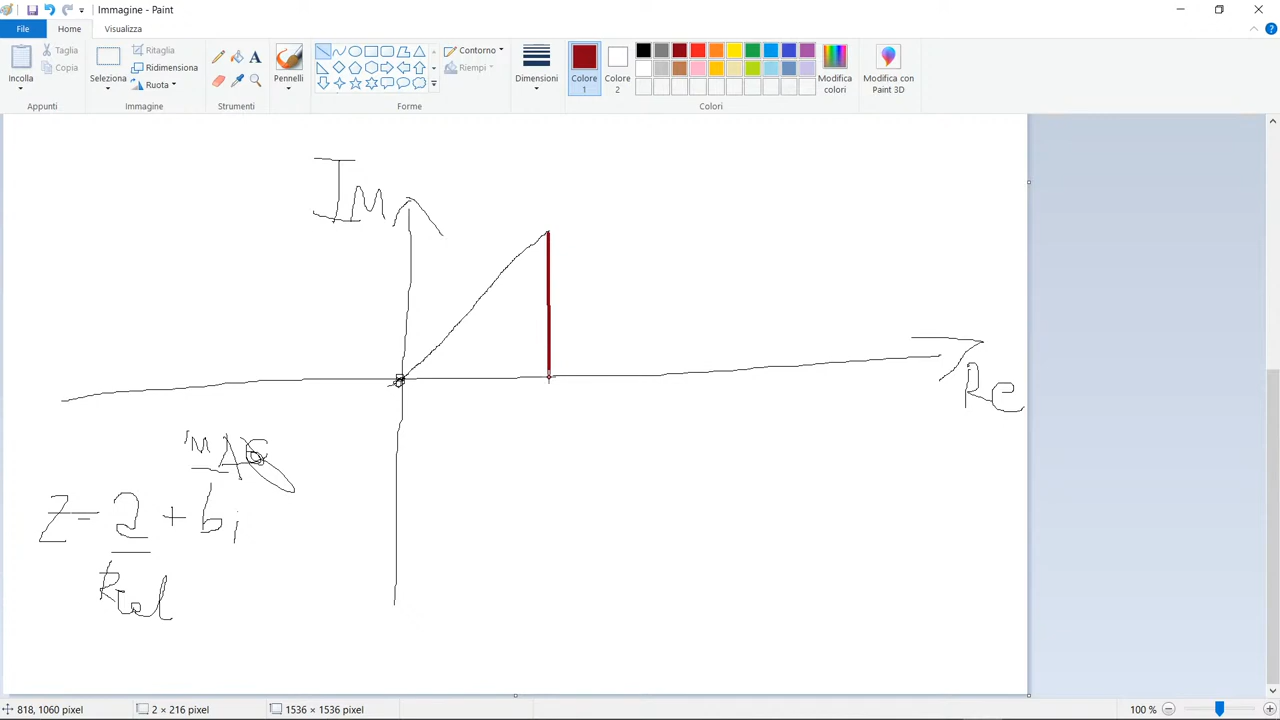 Immagine - Paint
File Home Visualizza
Incolla
Taglia
Copia
Appunti
Seleziona
Ritaglia
Ridimensiona
Ruota
Immagine
Strumenti
Pennelli
Contorno
Riempi
Forme
Dimensioni
Colore 1
Colore 2
Modifica colori
Colori
Modifica con Paint 3D
Im
Re
Z = 2 + bi
818, 1060 pixel
2 × 216 pixel
1536 × 1536 pixel
100 %